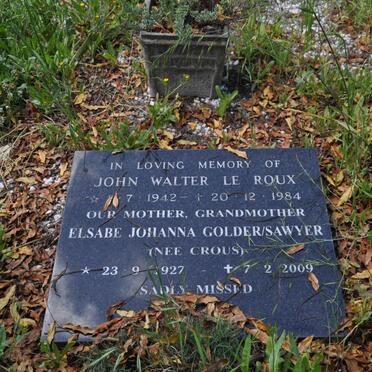 IN LOVING MEMORY OF
JOHN WALTER LE ROUX
7 1942 - 20 12 1984
OUR MOTHER, GRANDMOTHER
ELSABE JOHANNA GOLDER/SAWYER
(NEE CROUS)
* 23 9 1927 - † 7 2 2009
SADLY MISSED